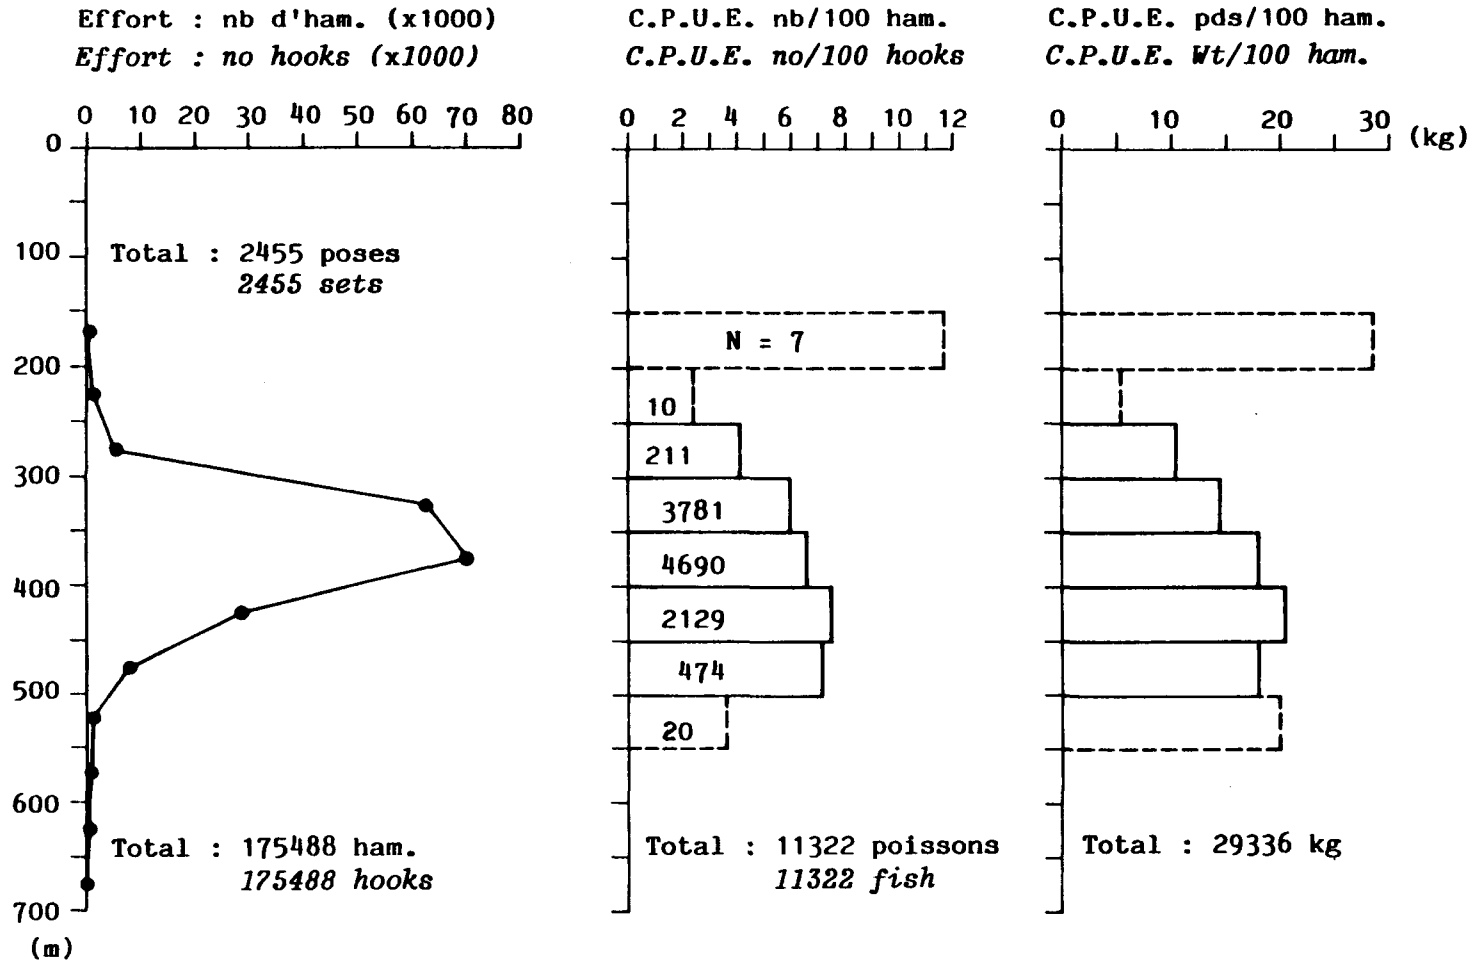 Effort : nb d'ham. (x1000)
Effort : no hooks (x1000)
0 10 20 30 40 50 60 70 80
0
100
200
300
400
500
600
700
(m)
Total : 2455 poses
2455 sets
Total : 175488 ham.
175488 hooks
C.P.U.E. nb/100 ham.
C.P.U.E. no/100 hooks
0 2 4 6 8 10 12
N = 7
10
211
3781
4690
2129
474
20
Total : 11322 poissons
11322 fish
C.P.U.E. pds/100 ham.
C.P.U.E. Wt/100 ham.
0 10 20 30 (kg)
Total : 29336 kg